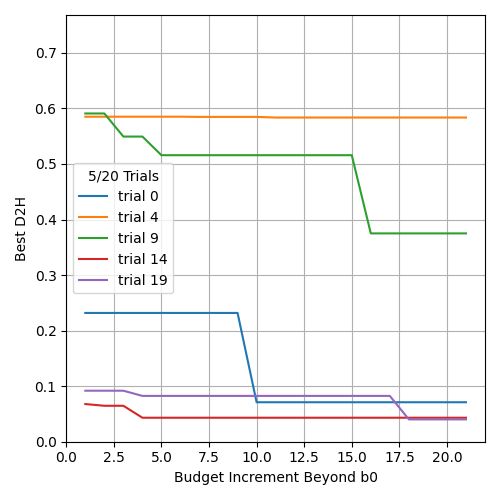 0.7
0.6
0.5
0.4
0.3
0.2
0.1
0.0
Best D2H
5/20 Trials
trial 0
trial 4
trial 9
trial 14
trial 19
0.0 2.5 5.0 7.5 10.0 12.5 15.0 17.5 20.0
Budget Increment Beyond b0